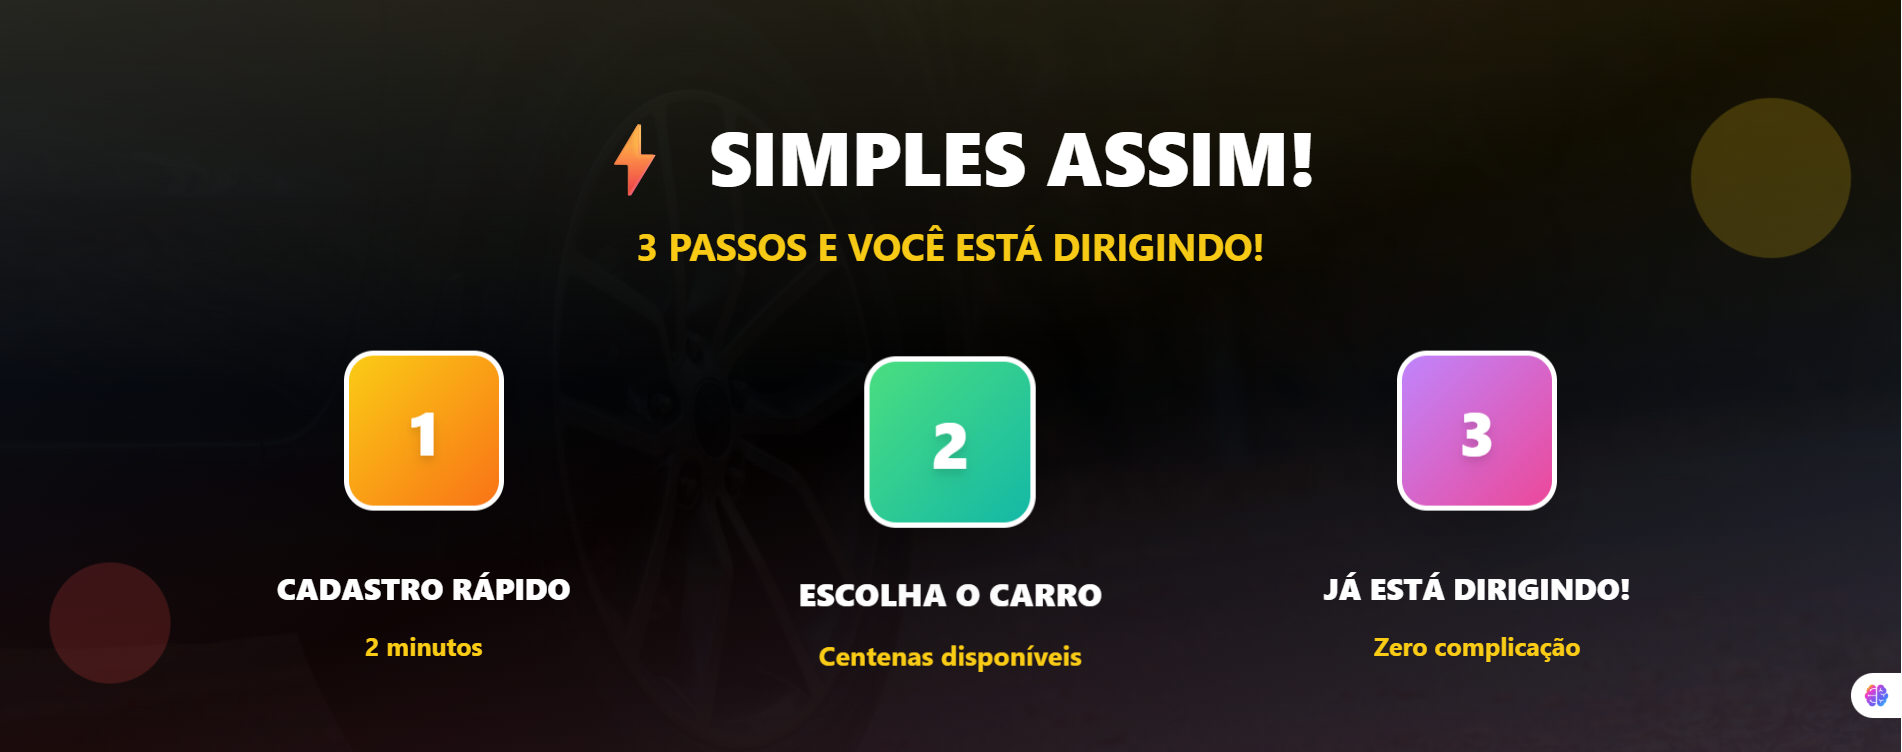 SIMPLES ASSIM!
3 PASSOS E VOCÊ ESTÁ DIRIGINDO!
1
CADASTRO RÁPIDO
2 minutos
2
ESCOLHA O CARRO
Centenas disponíveis
3
JÁ ESTÁ DIRIGINDO!
Zero complicação